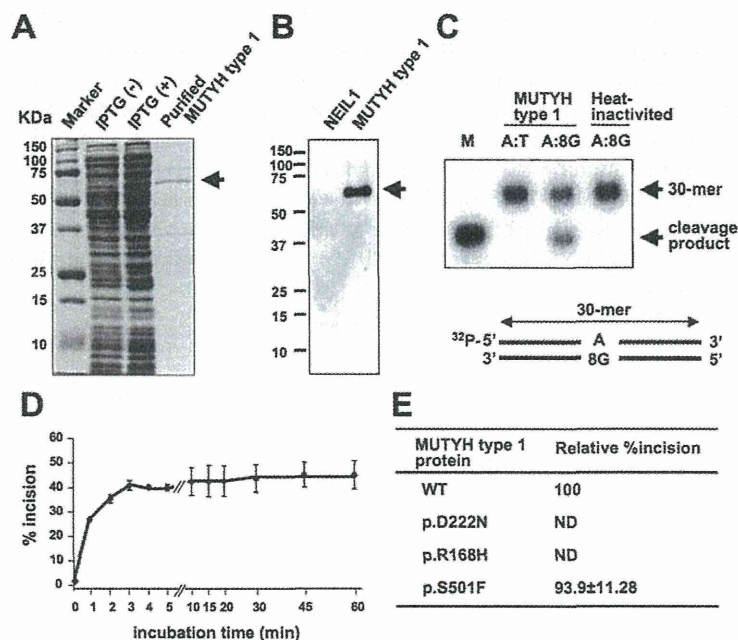 A
KDa
Marker
IPTG (-)
IPTG (+)
Purified
MUTYH type 1
150
100
75
50
37
25
15
10
B
NEIL1
MUTYH type 1
150
100
75
50
37
25
20
15
10
C
MUTYH type 1
Heat-inactivited
M A:T A:8G A:8G
30-mer
cleavage product
30-mer
32P-5' A 3'
3' 8G 5'
D
% incision
60
50
40
30
20
10
0
0 1 2 3 4 5 10 15 20 30 45 60
incubation time (min)
E
MUTYH type 1 protein Relative %incision
WT 100
p.D222N ND
p.R168H ND
p.S501F 93.9±11.28